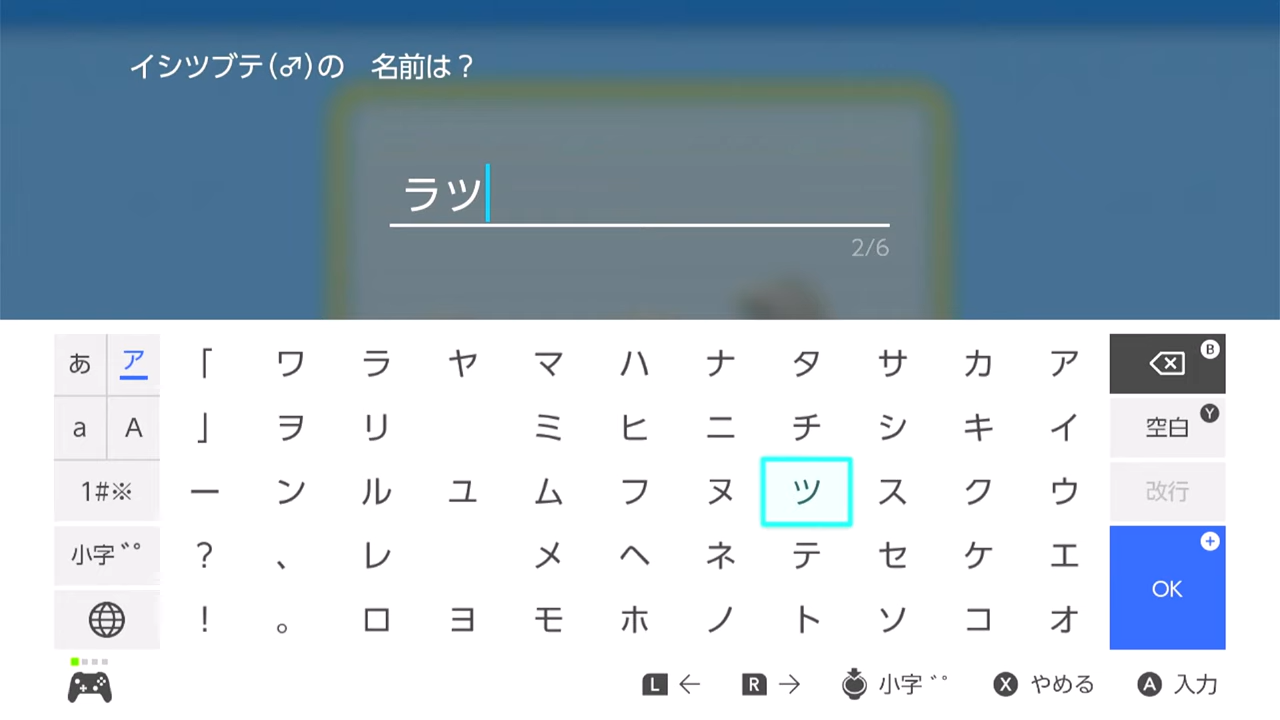 イシツブテ(♂)の 名前は?
ラツ
2/6
あ ア 「 ワ ラ ヤ マ ハ ナ タ サ カ ア B
a A 」 ヲ リ ミ ヒ ニ チ シ キ イ 空白 Y
1#※ ー ン ル ユ ム フ ヌ ツ ス ク ウ 改行
小字゛゜ ? 、 レ メ ヘ ネ テ セ ケ エ +
! 。 ロ ヨ モ ホ ノ ト ソ コ オ OK
L ← R → 小字゛゜ X やめる A 入力